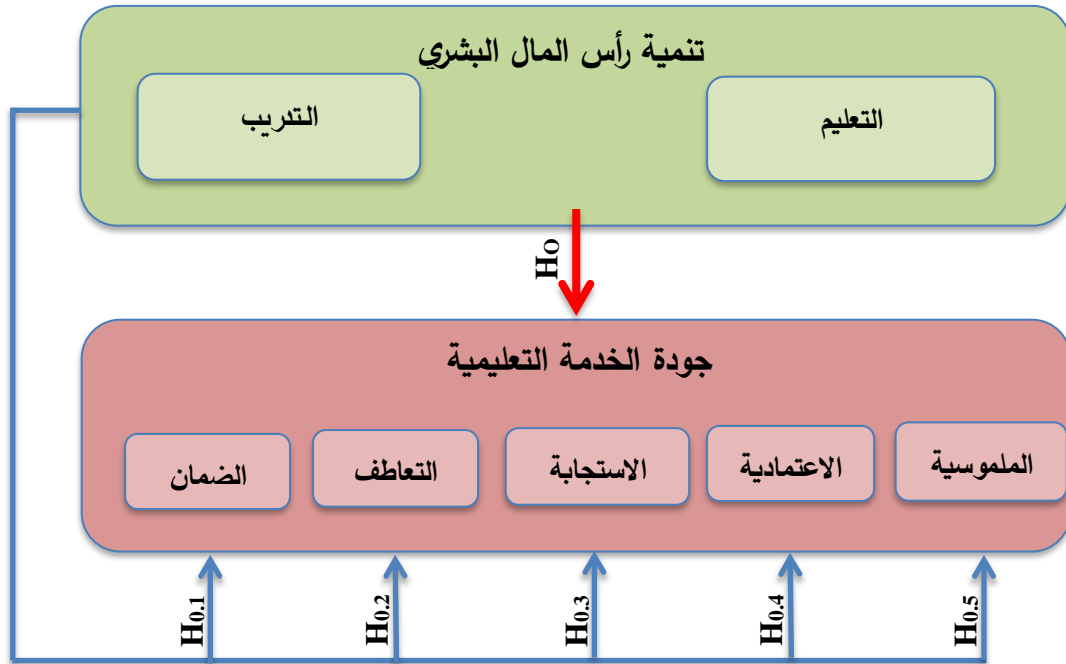 تنمية رأس المال البشري
التعليم
التدريب
H0
جودة الخدمة التعليمية
الملموسية
الاعتمادية
الاستجابة
التعاطف
الضمان
H0.1
H0.2
H0.3
H0.4
H0.5